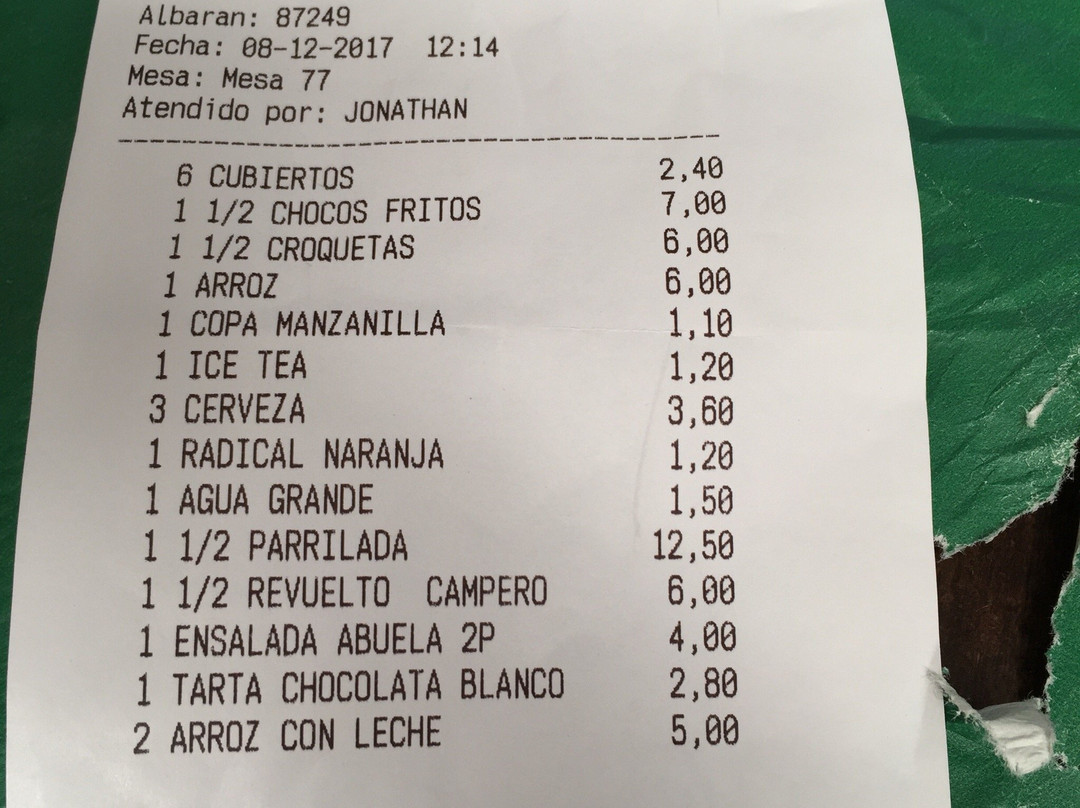 Albaran: 87249
Fecha: 08-12-2017 12:14
Mesa: Mesa 77
Atendido por: JONATHAN
6 CUBIERTOS 2,40
1 1/2 CHOCOS FRITOS 7,00
1 1/2 CROQUETAS 6,00
1 ARROZ 6,00
1 COPA MANZANILLA 1,10
1 ICE TEA 1,20
3 CERVEZA 3,60
1 RADICAL NARANJA 1,20
1 AGUA GRANDE 1,50
1 1/2 PARRILADA 12,50
1 1/2 REVUELTO CAMPERO 6,00
1 ENSALADA ABUELA 2P 4,00
1 TARTA CHOCOLATA BLANCO 2,80
2 ARROZ CON LECHE 5,00